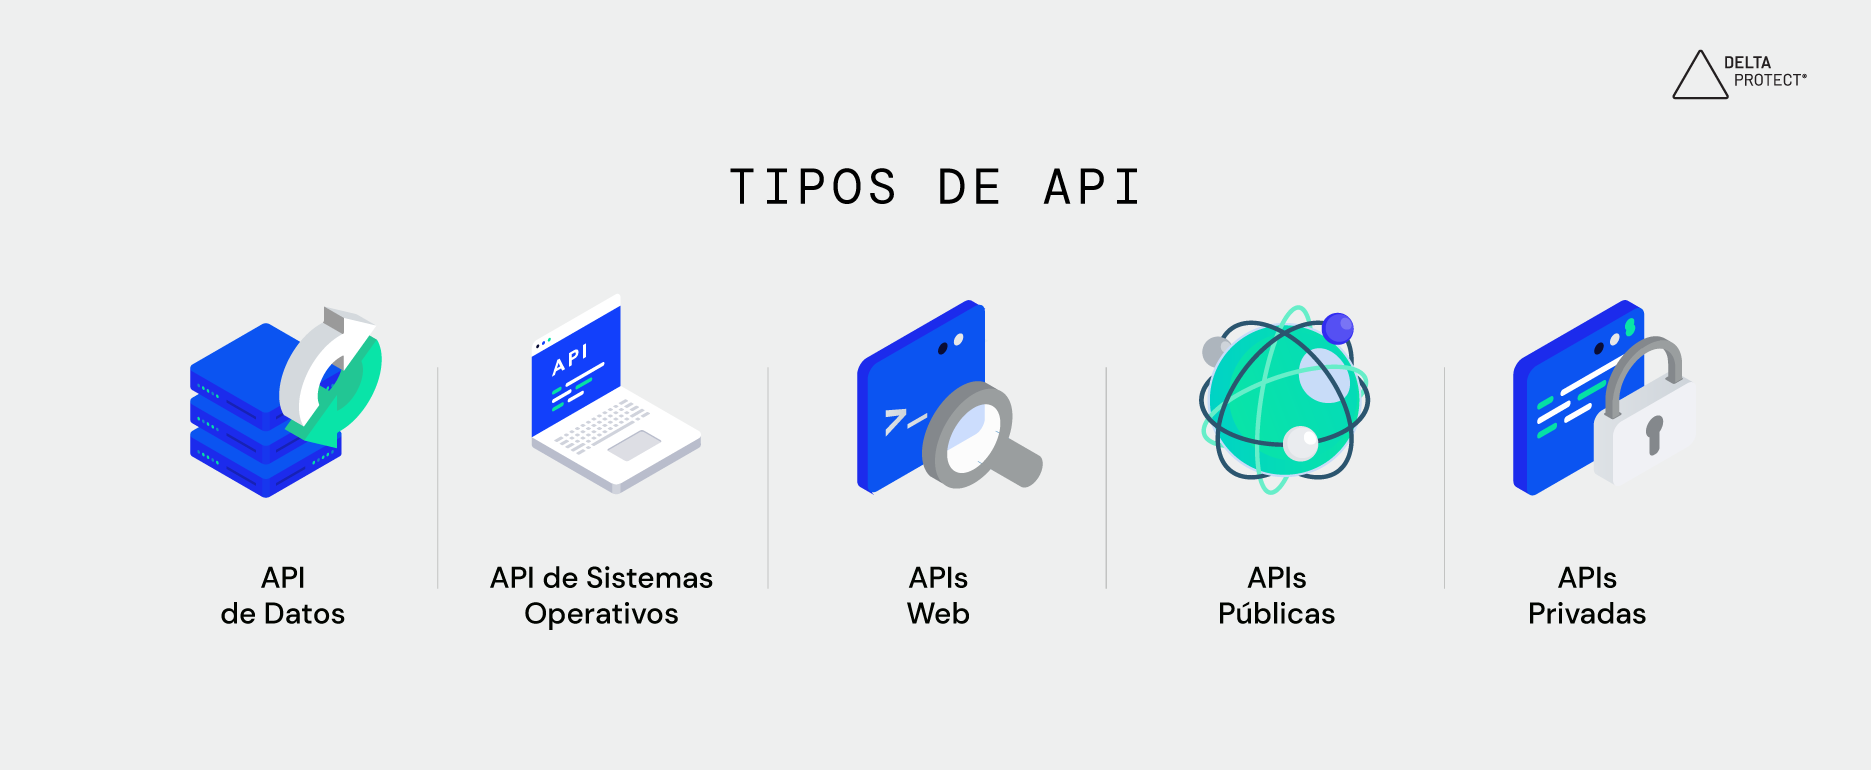 DELTA
PROTECT®
TIPOS DE API
API
>_
API
de Datos
API de Sistemas
Operativos
APIs
Web
APIs
Públicas
APIs
Privadas